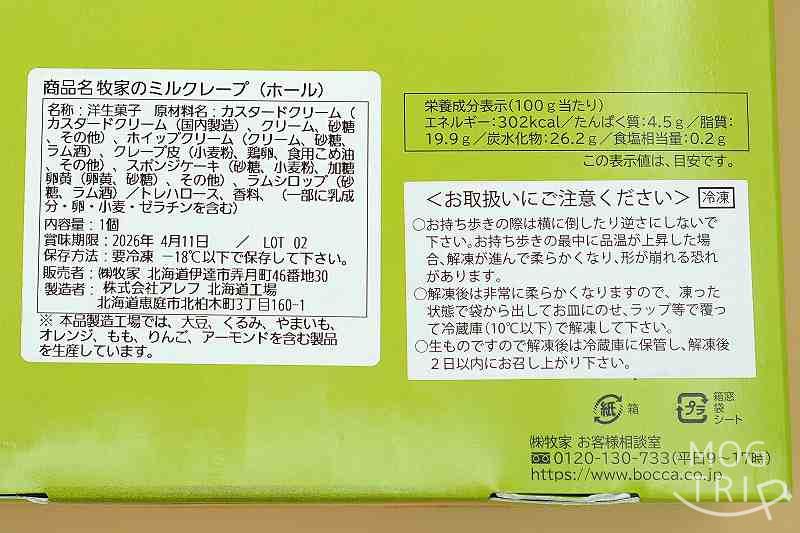 商品名 牧家のミルクレープ（ホール）
名称：洋生菓子　原材料名：カスタードクリーム（
カスタードクリーム（国内製造）、クリーム、砂糖
、その他）、ホイップクリーム（クリーム、砂糖、
ラム酒）、クレープ皮（小麦粉、鶏卵、食用こめ油
、その他）、スポンジケーキ（砂糖、小麦粉、加糖
卵黄（卵黄、砂糖）、その他）、ラムシロップ（砂
糖、ラム酒）／トレハロース、香料、（一部に乳成
分・卵・小麦・ゼラチンを含む）
内容量：1個
賞味期限：2026年 4月11日　／　LOT 02
保存方法：要冷凍 −18℃以下で保存して下さい。
販売者：㈱牧家 北海道伊達市弄月町46番地30
製造者：株式会社アレフ 北海道工場
北海道恵庭市北柏木町3丁目160-1
※ 本品製造工場では、大豆、くるみ、やまいも、
オレンジ、もも、りんご、アーモンドを含む製品
を生産しています。
栄養成分表示（100g当たり）
エネルギー：302kcal／たんぱく質：4.5g／脂質：
19.9g／炭水化物：26.2g／食塩相当量：0.2g
この表示値は、目安です。
＜お取扱いにご注意ください＞ 冷凍
○お持ち歩きの際は横に倒したり逆さにしないで
下さい。お持ち歩きの最中に品温が上昇した場
合、解凍が進んで柔らかくなり、形が崩れる恐れ
があります。
○解凍後は非常に柔らかくなりますので、凍った
状態で袋から出してお皿にのせ、ラップ等で覆っ
て冷蔵庫（10℃以下）で解凍して下さい。
○生ものですので解凍後は冷蔵庫に保管し、解凍後
２日以内にお召し上がり下さい。
紙 箱
プラ 箱窓
袋
シート
㈱牧家 お客様相談室
0120-130-733（平日9〜17時）
https://www.bocca.co.jp
MOG
TRIP